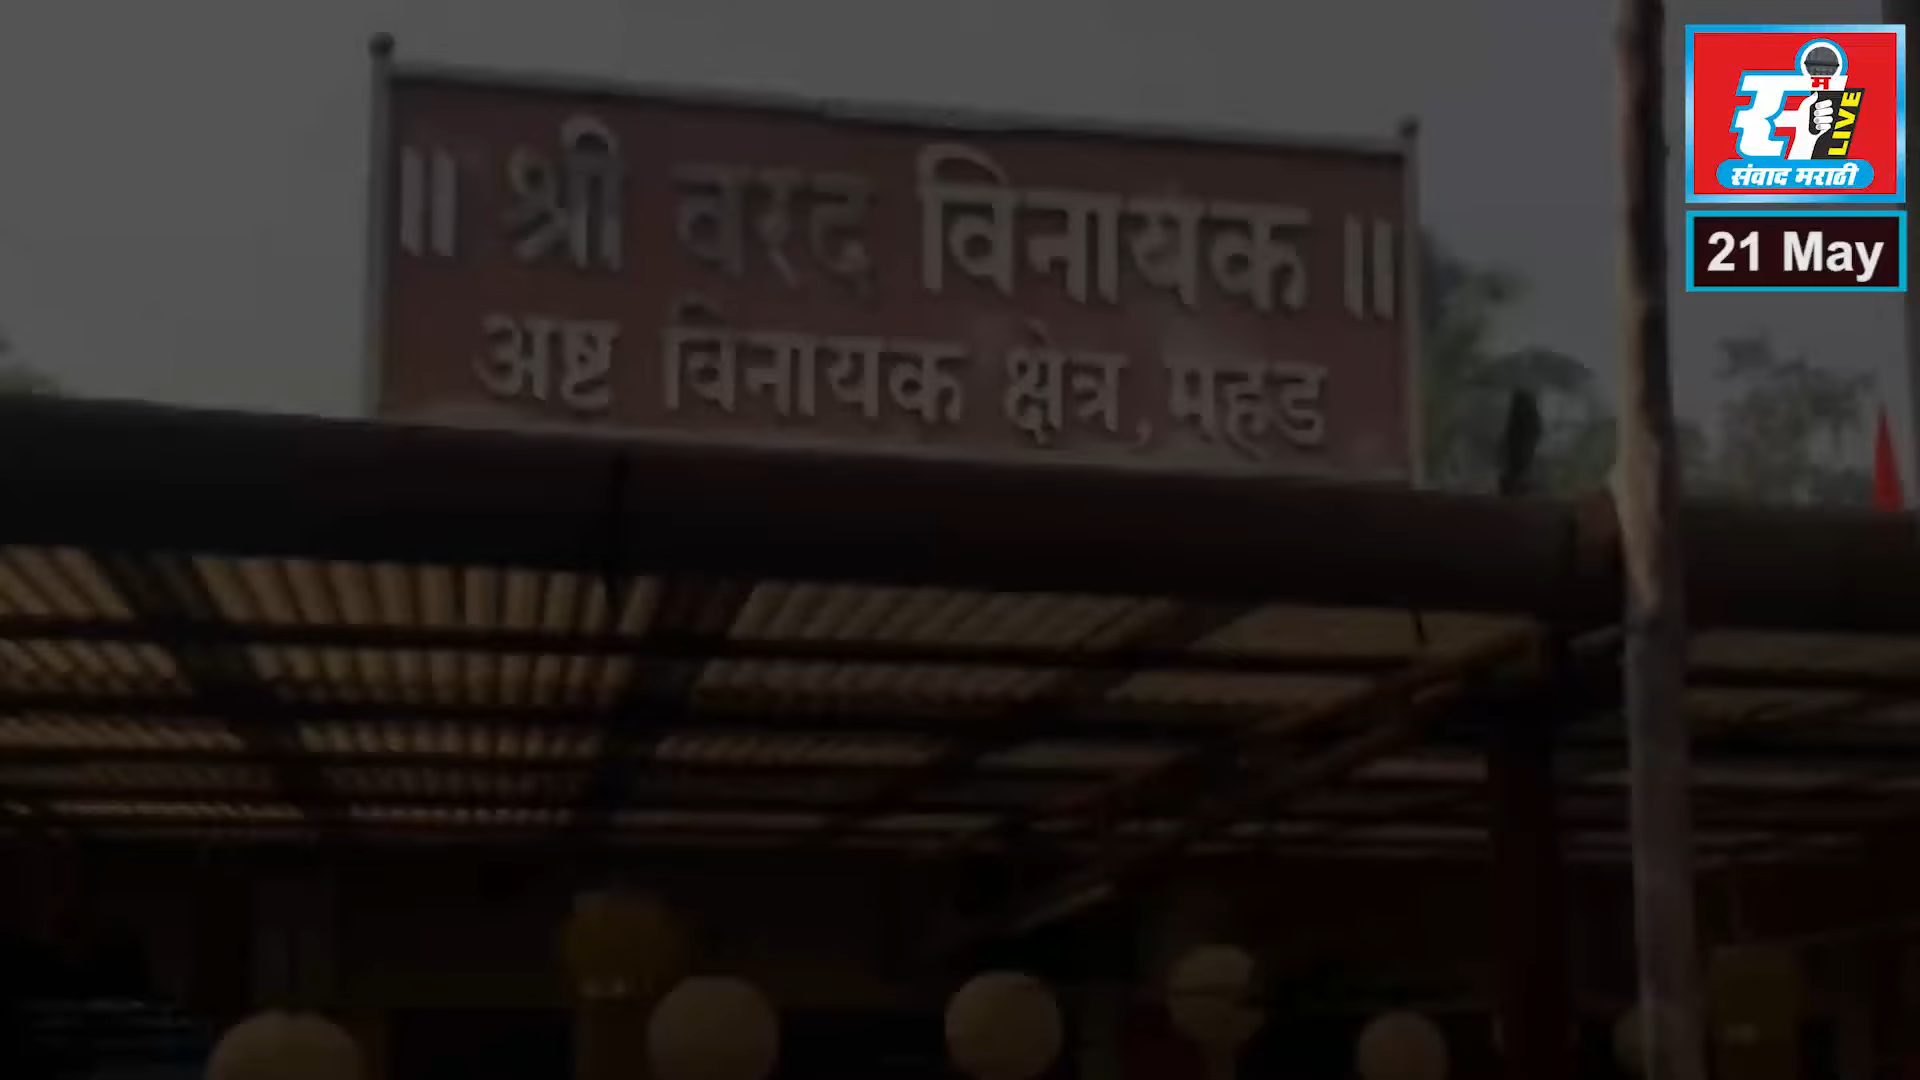 ॥ श्री वरद विनायक ॥
अष्ट विनायक क्षेत्र, महड
स
म
LIVE
संवाद मराठी
21 May